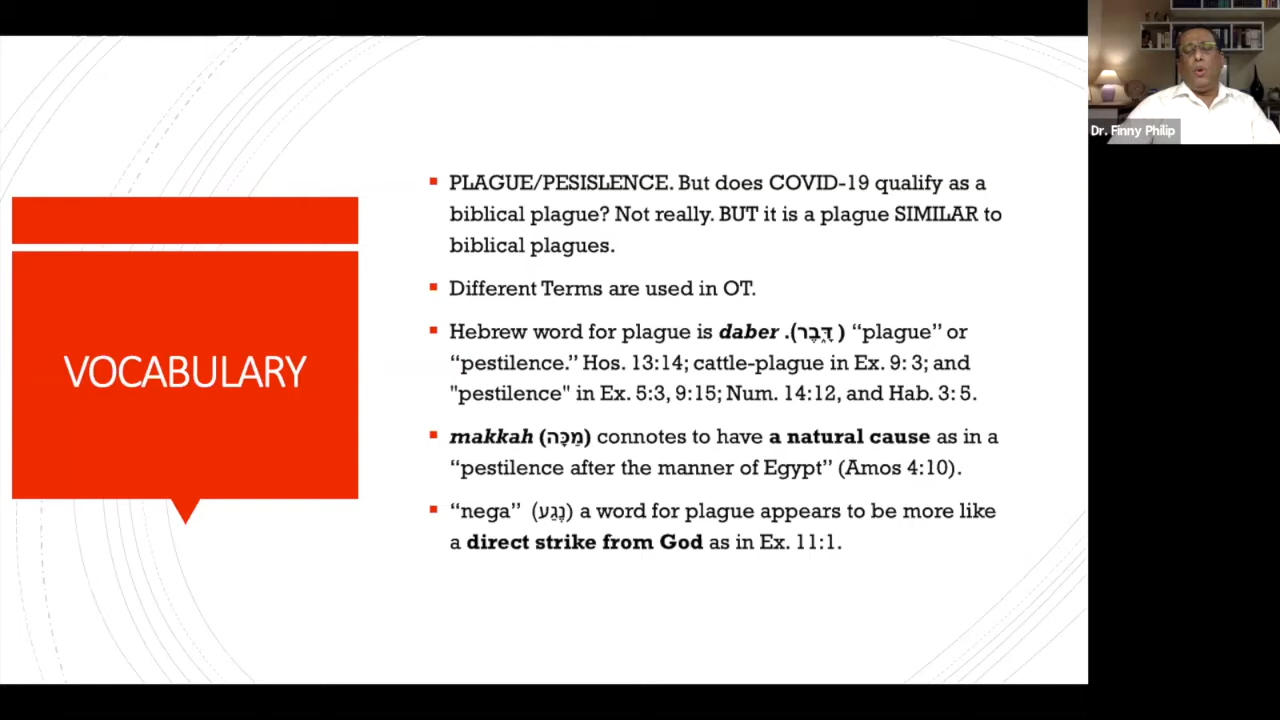 VOCABULARY
PLAGUE/PESISLENCE. But does COVID-19 qualify as a
biblical plague? Not really. BUT it is a plague SIMILAR to
biblical plagues.
Different Terms are used in OT.
Hebrew word for plague is daber .(דֶּ֖בֶר ) “plague” or
“pestilence.” Hos. 13:14; cattle-plague in Ex. 9: 3; and
"pestilence" in Ex. 5:3, 9:15; Num. 14:12, and Hab. 3: 5.
makkah (מַכָּה) connotes to have a natural cause as in a
“pestilence after the manner of Egypt” (Amos 4:10).
“nega” (נֶגַע) a word for plague appears to be more like
a direct strike from God as in Ex. 11:1.
Dr. Finny Philip